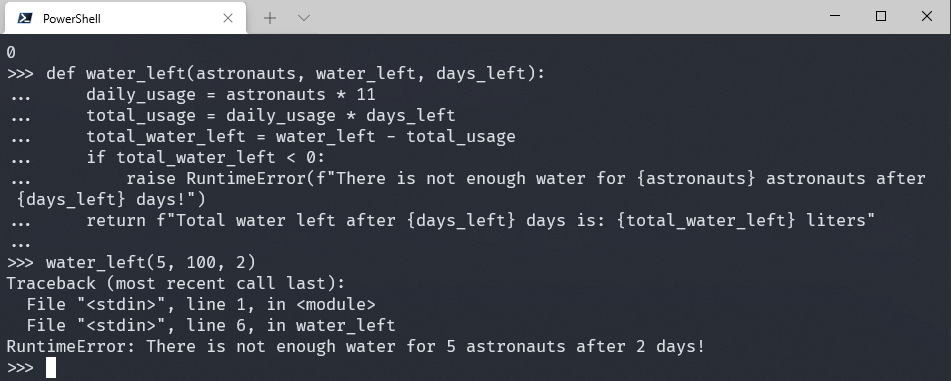 PowerShell
0
>>> def water_left(astronauts, water_left, days_left):
...     daily_usage = astronauts * 11
...     total_usage = daily_usage * days_left
...     total_water_left = water_left - total_usage
...     if total_water_left < 0:
...         raise RuntimeError(f"There is not enough water for {astronauts} astronauts after
 {days_left} days!")
...     return f"Total water left after {days_left} days is: {total_water_left} liters"
...
>>> water_left(5, 100, 2)
Traceback (most recent call last):
  File "<stdin>", line 1, in <module>
  File "<stdin>", line 6, in water_left
RuntimeError: There is not enough water for 5 astronauts after 2 days!
>>>